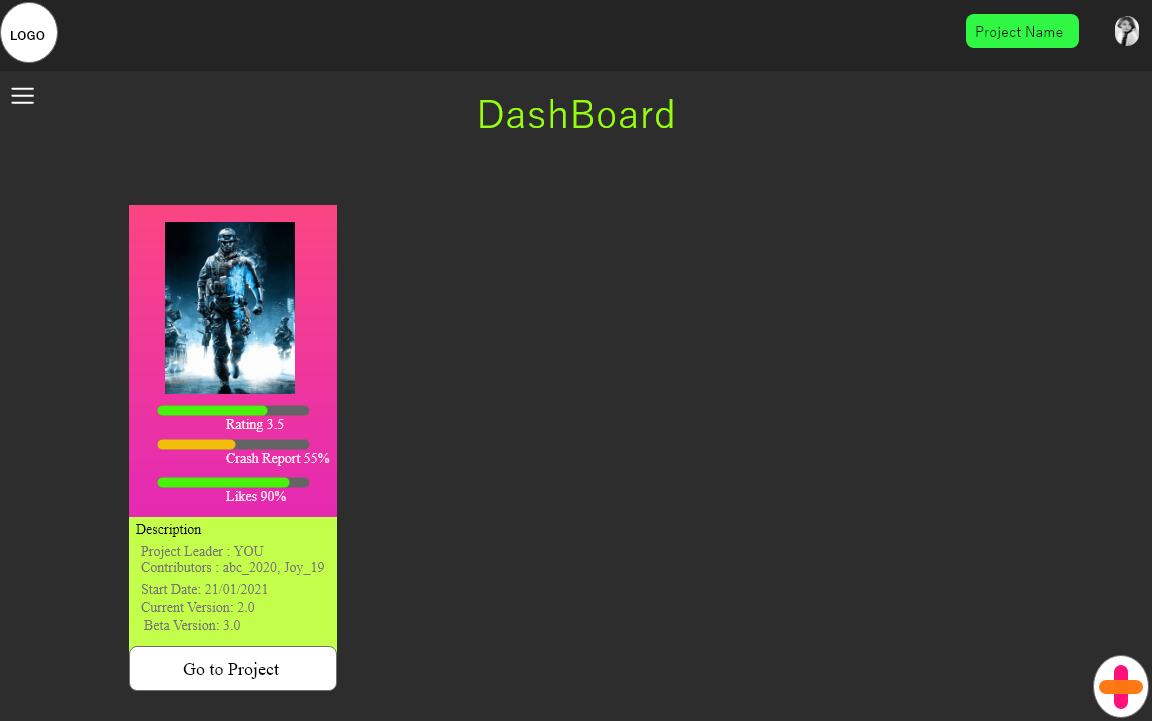 LOGO
Project Name
DashBoard
Rating 3.5
Crash Report 55%
Likes 90%
Description
Project Leader : YOU
Contributors : abc_2020, Joy_19
Start Date: 21/01/2021
Current Version: 2.0
Beta Version: 3.0
Go to Project